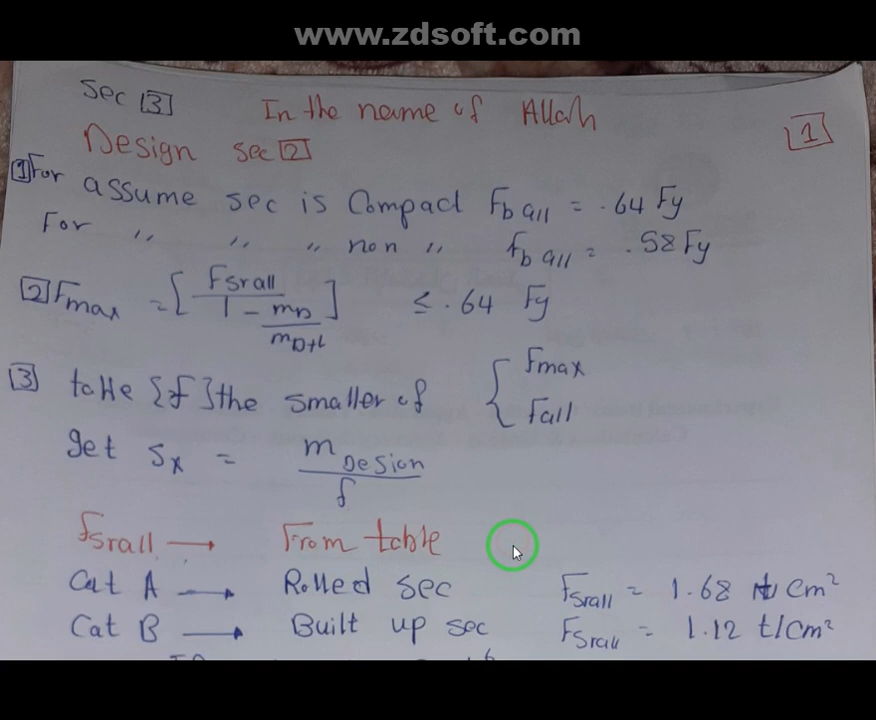 www.zdsoft.com
Sec [3] In the name of Allah
Design sec [2] [1]
[1] For assume sec is Compact Fb all = .64 Fy
For " " " non " fb all = .58 Fy
[2] Fmax = [ Fsrall / 1 - mD / mD+L ] ≤ .64 Fy
[3] take {f} the smaller of { Fmax
Fall
get Sx = mDesign / f
Fsrall → From table
Cat A → Rolled sec Fsrall = 1.68 t/cm²
Cat B → Built up sec Fsrall = 1.12 t/cm²